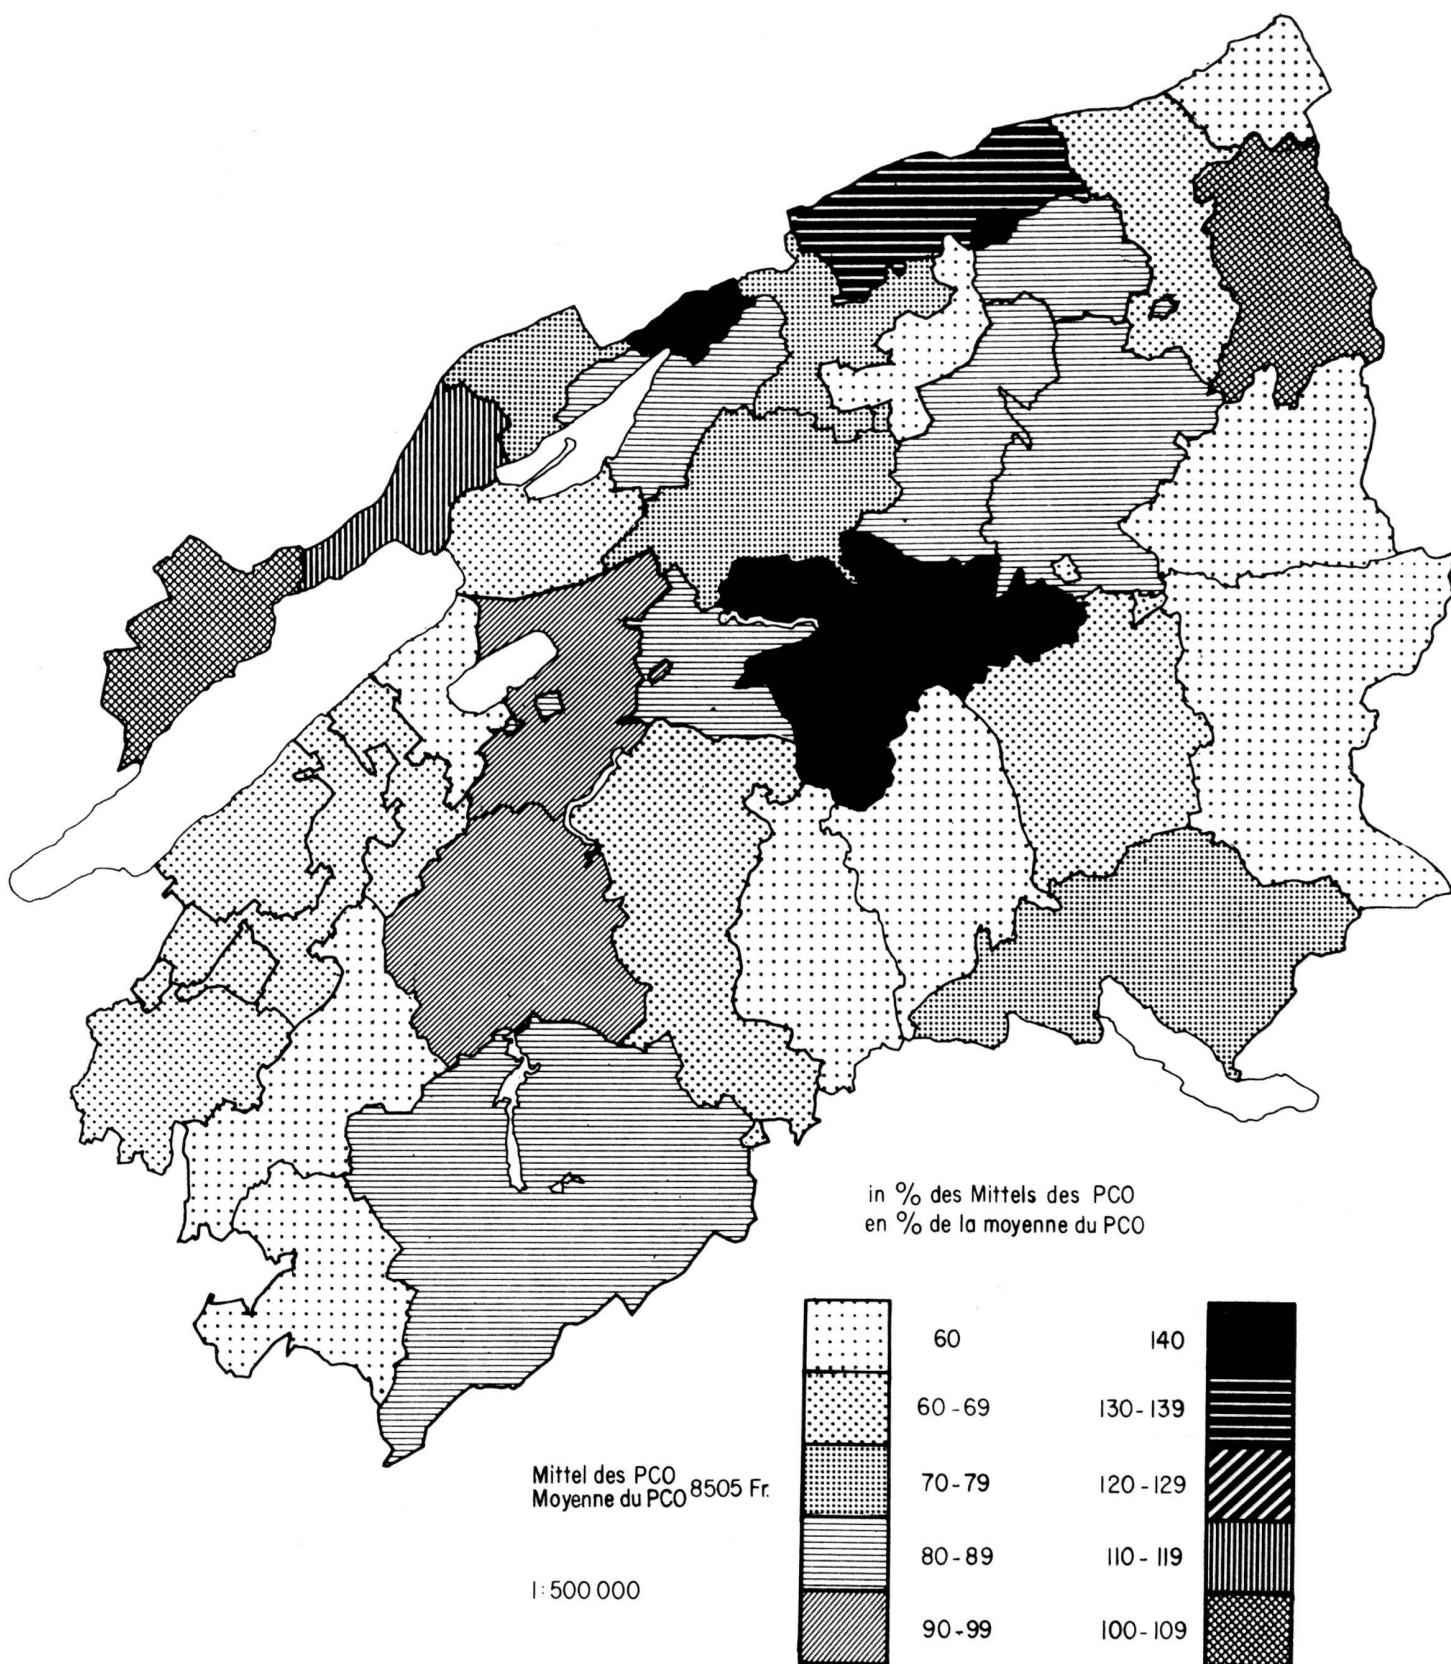 in % des Mittels des PCO
en % de la moyenne du PCO
60
140
60-69
130-139
Mittel des PCO
Moyenne du PCO 8505 Fr.
70-79
120-129
80-89
110-119
1:500 000
90-99
100-109